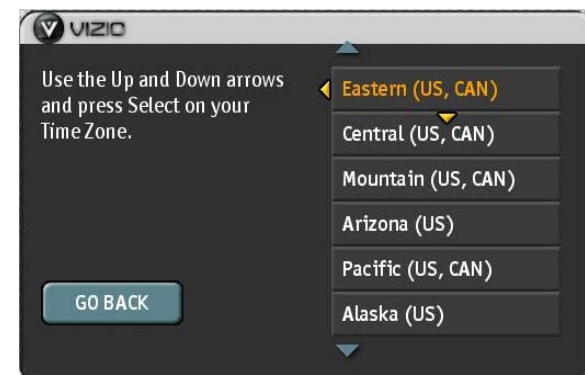 VIZIO
Use the Up and Down arrows
and press Select on your
Time Zone.
GO BACK
Eastern (US, CAN)
Central (US, CAN)
Mountain (US, CAN)
Arizona (US)
Pacific (US, CAN)
Alaska (US)